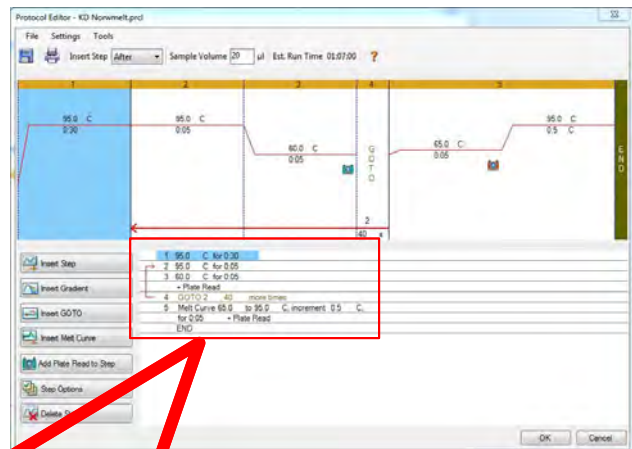 Protocol Editor - KD Norwmelt.prcl
File Settings Tools
Insert Step After Sample Volume 20 µl Est. Run Time 01:07:00 ?
1 2 3 4 5
95.0 C 95.0 C 95.0 C
0:30 0:05 0.5 C
60.0 C G 65.0 C
0:05 O 0:05
T
O
E
N
D
2
40 x
Insert Step
Insert Gradient
Insert GOTO
Insert Melt Curve
Add Plate Read to Step
Step Options
Delete
1 95.0 C for 0:30
2 95.0 C for 0:05
3 60.0 C for 0:05
+ Plate Read
4 GOTO 2 , 40 more times
5 Melt Curve 65.0 to 95.0 C, increment 0.5 C,
for 0:05 + Plate Read
END
OK Cancel